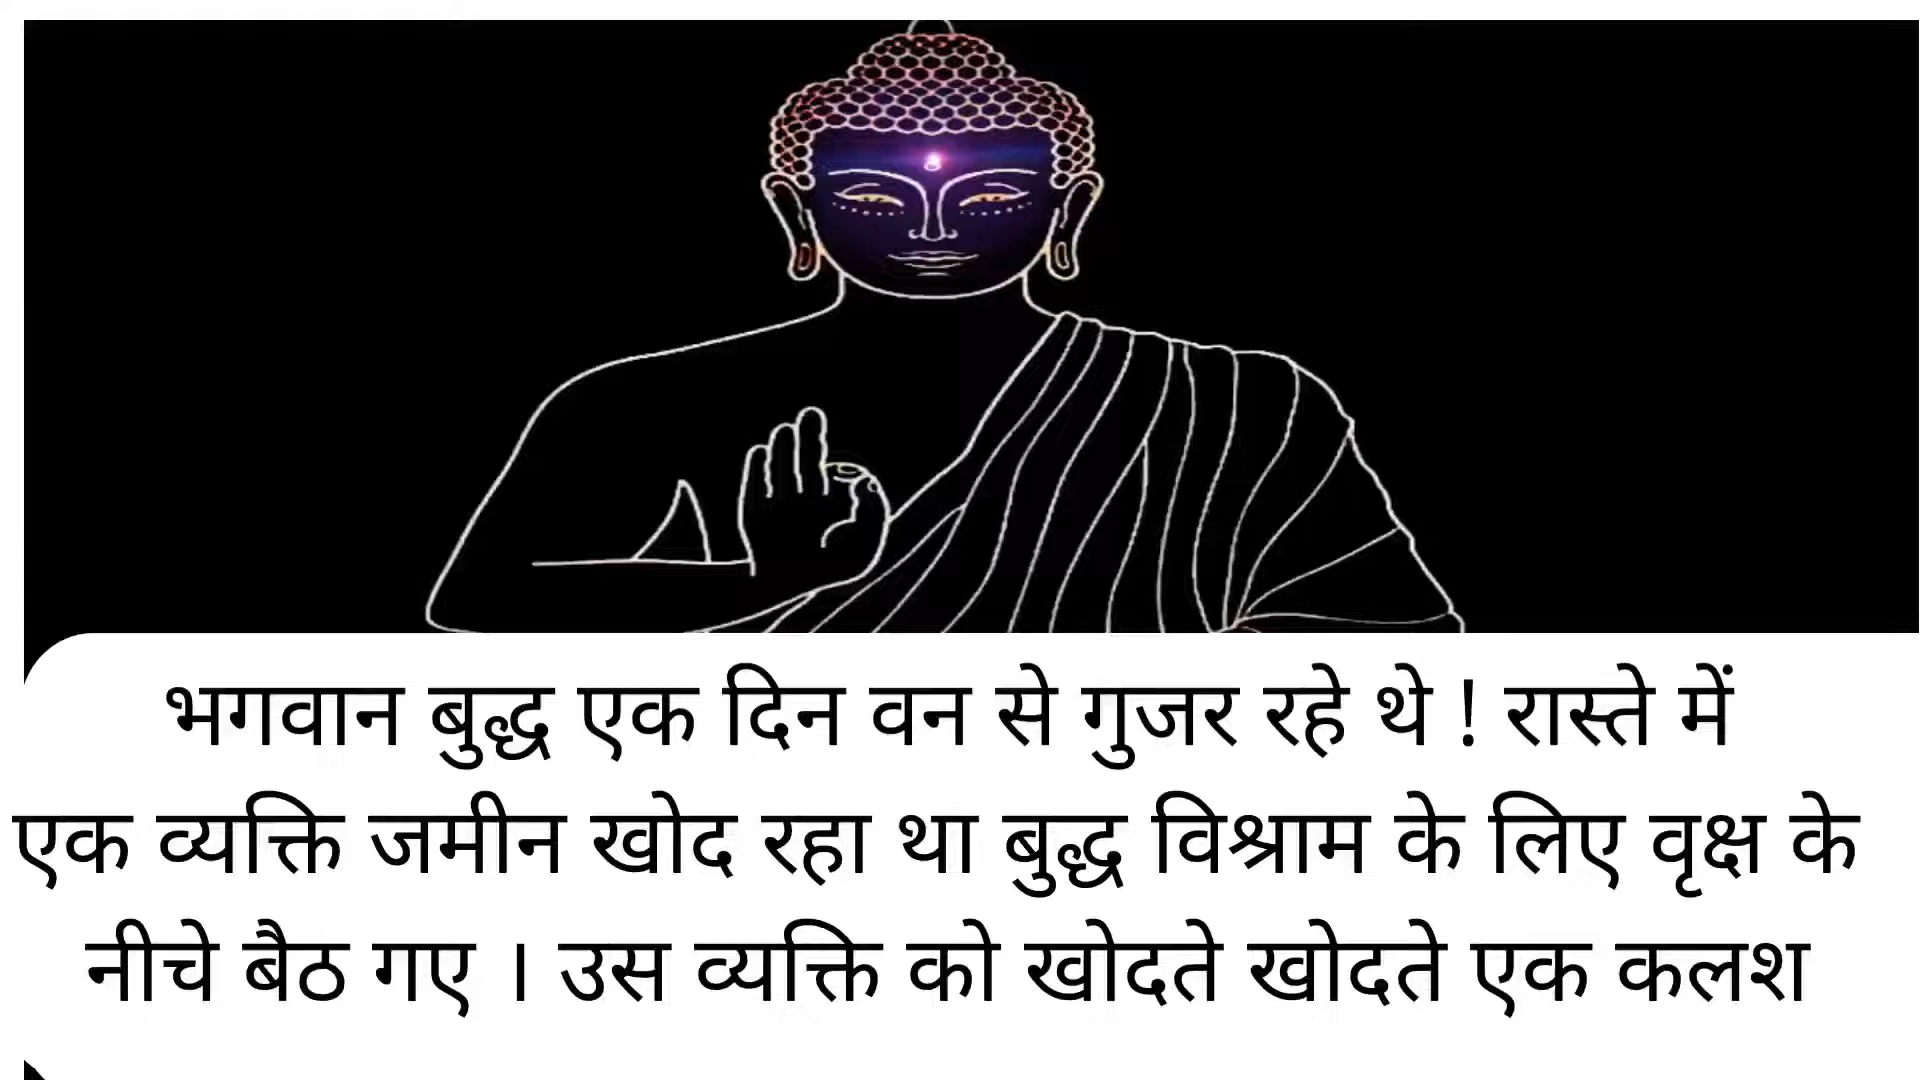 भगवान बुद्ध एक दिन वन से गुजर रहे थे ! रास्ते में
एक व्यक्ति जमीन खोद रहा था बुद्ध विश्राम के लिए वृक्ष के
नीचे बैठ गए । उस व्यक्ति को खोदते खोदते एक कलश